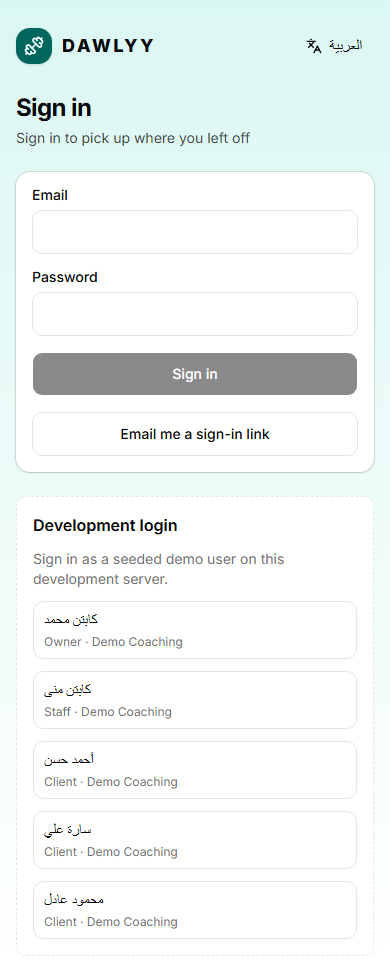 DAWLYY
العربية
Sign in
Sign in to pick up where you left off
Email
Password
Sign in
Email me a sign-in link
Development login
Sign in as a seeded demo user on this
development server.
كابتن محمد
Owner · Demo Coaching
كابتن منى
Staff · Demo Coaching
أحمد حسن
Client · Demo Coaching
سارة علي
Client · Demo Coaching
محمود عادل
Client · Demo Coaching